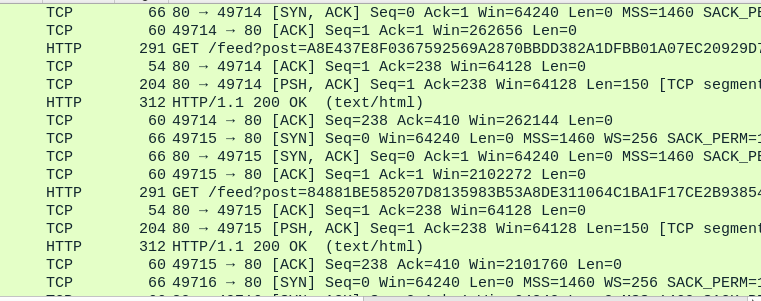 TCP 66 80 → 49714 [SYN, ACK] Seq=0 Ack=1 Win=64240 Len=0 MSS=1460 SACK_PE
TCP 60 49714 → 80 [ACK] Seq=1 Ack=1 Win=262656 Len=0
HTTP 291 GET /feed?post=A8E437E8F0367592569A2870BBDD382A1DFBB01A07EC20929D7
TCP 54 80 → 49714 [ACK] Seq=1 Ack=238 Win=64128 Len=0
TCP 204 80 → 49714 [PSH, ACK] Seq=1 Ack=238 Win=64128 Len=150 [TCP segment
HTTP 312 HTTP/1.1 200 OK (text/html)
TCP 60 49714 → 80 [ACK] Seq=238 Ack=410 Win=262144 Len=0
TCP 66 49715 → 80 [SYN] Seq=0 Win=64240 Len=0 MSS=1460 WS=256 SACK_PERM=1
TCP 66 80 → 49715 [SYN, ACK] Seq=0 Ack=1 Win=64240 Len=0 MSS=1460 SACK_PE
TCP 60 49715 → 80 [ACK] Seq=1 Ack=1 Win=2102272 Len=0
HTTP 291 GET /feed?post=84881BE585207D8135983B53A8DE311064C1BA1F17CE2B93854
TCP 54 80 → 49715 [ACK] Seq=1 Ack=238 Win=64128 Len=0
TCP 204 80 → 49715 [PSH, ACK] Seq=1 Ack=238 Win=64128 Len=150 [TCP segment
HTTP 312 HTTP/1.1 200 OK (text/html)
TCP 60 49715 → 80 [ACK] Seq=238 Ack=410 Win=2101760 Len=0
TCP 66 49716 → 80 [SYN] Seq=0 Win=64240 Len=0 MSS=1460 WS=256 SACK_PERM=1